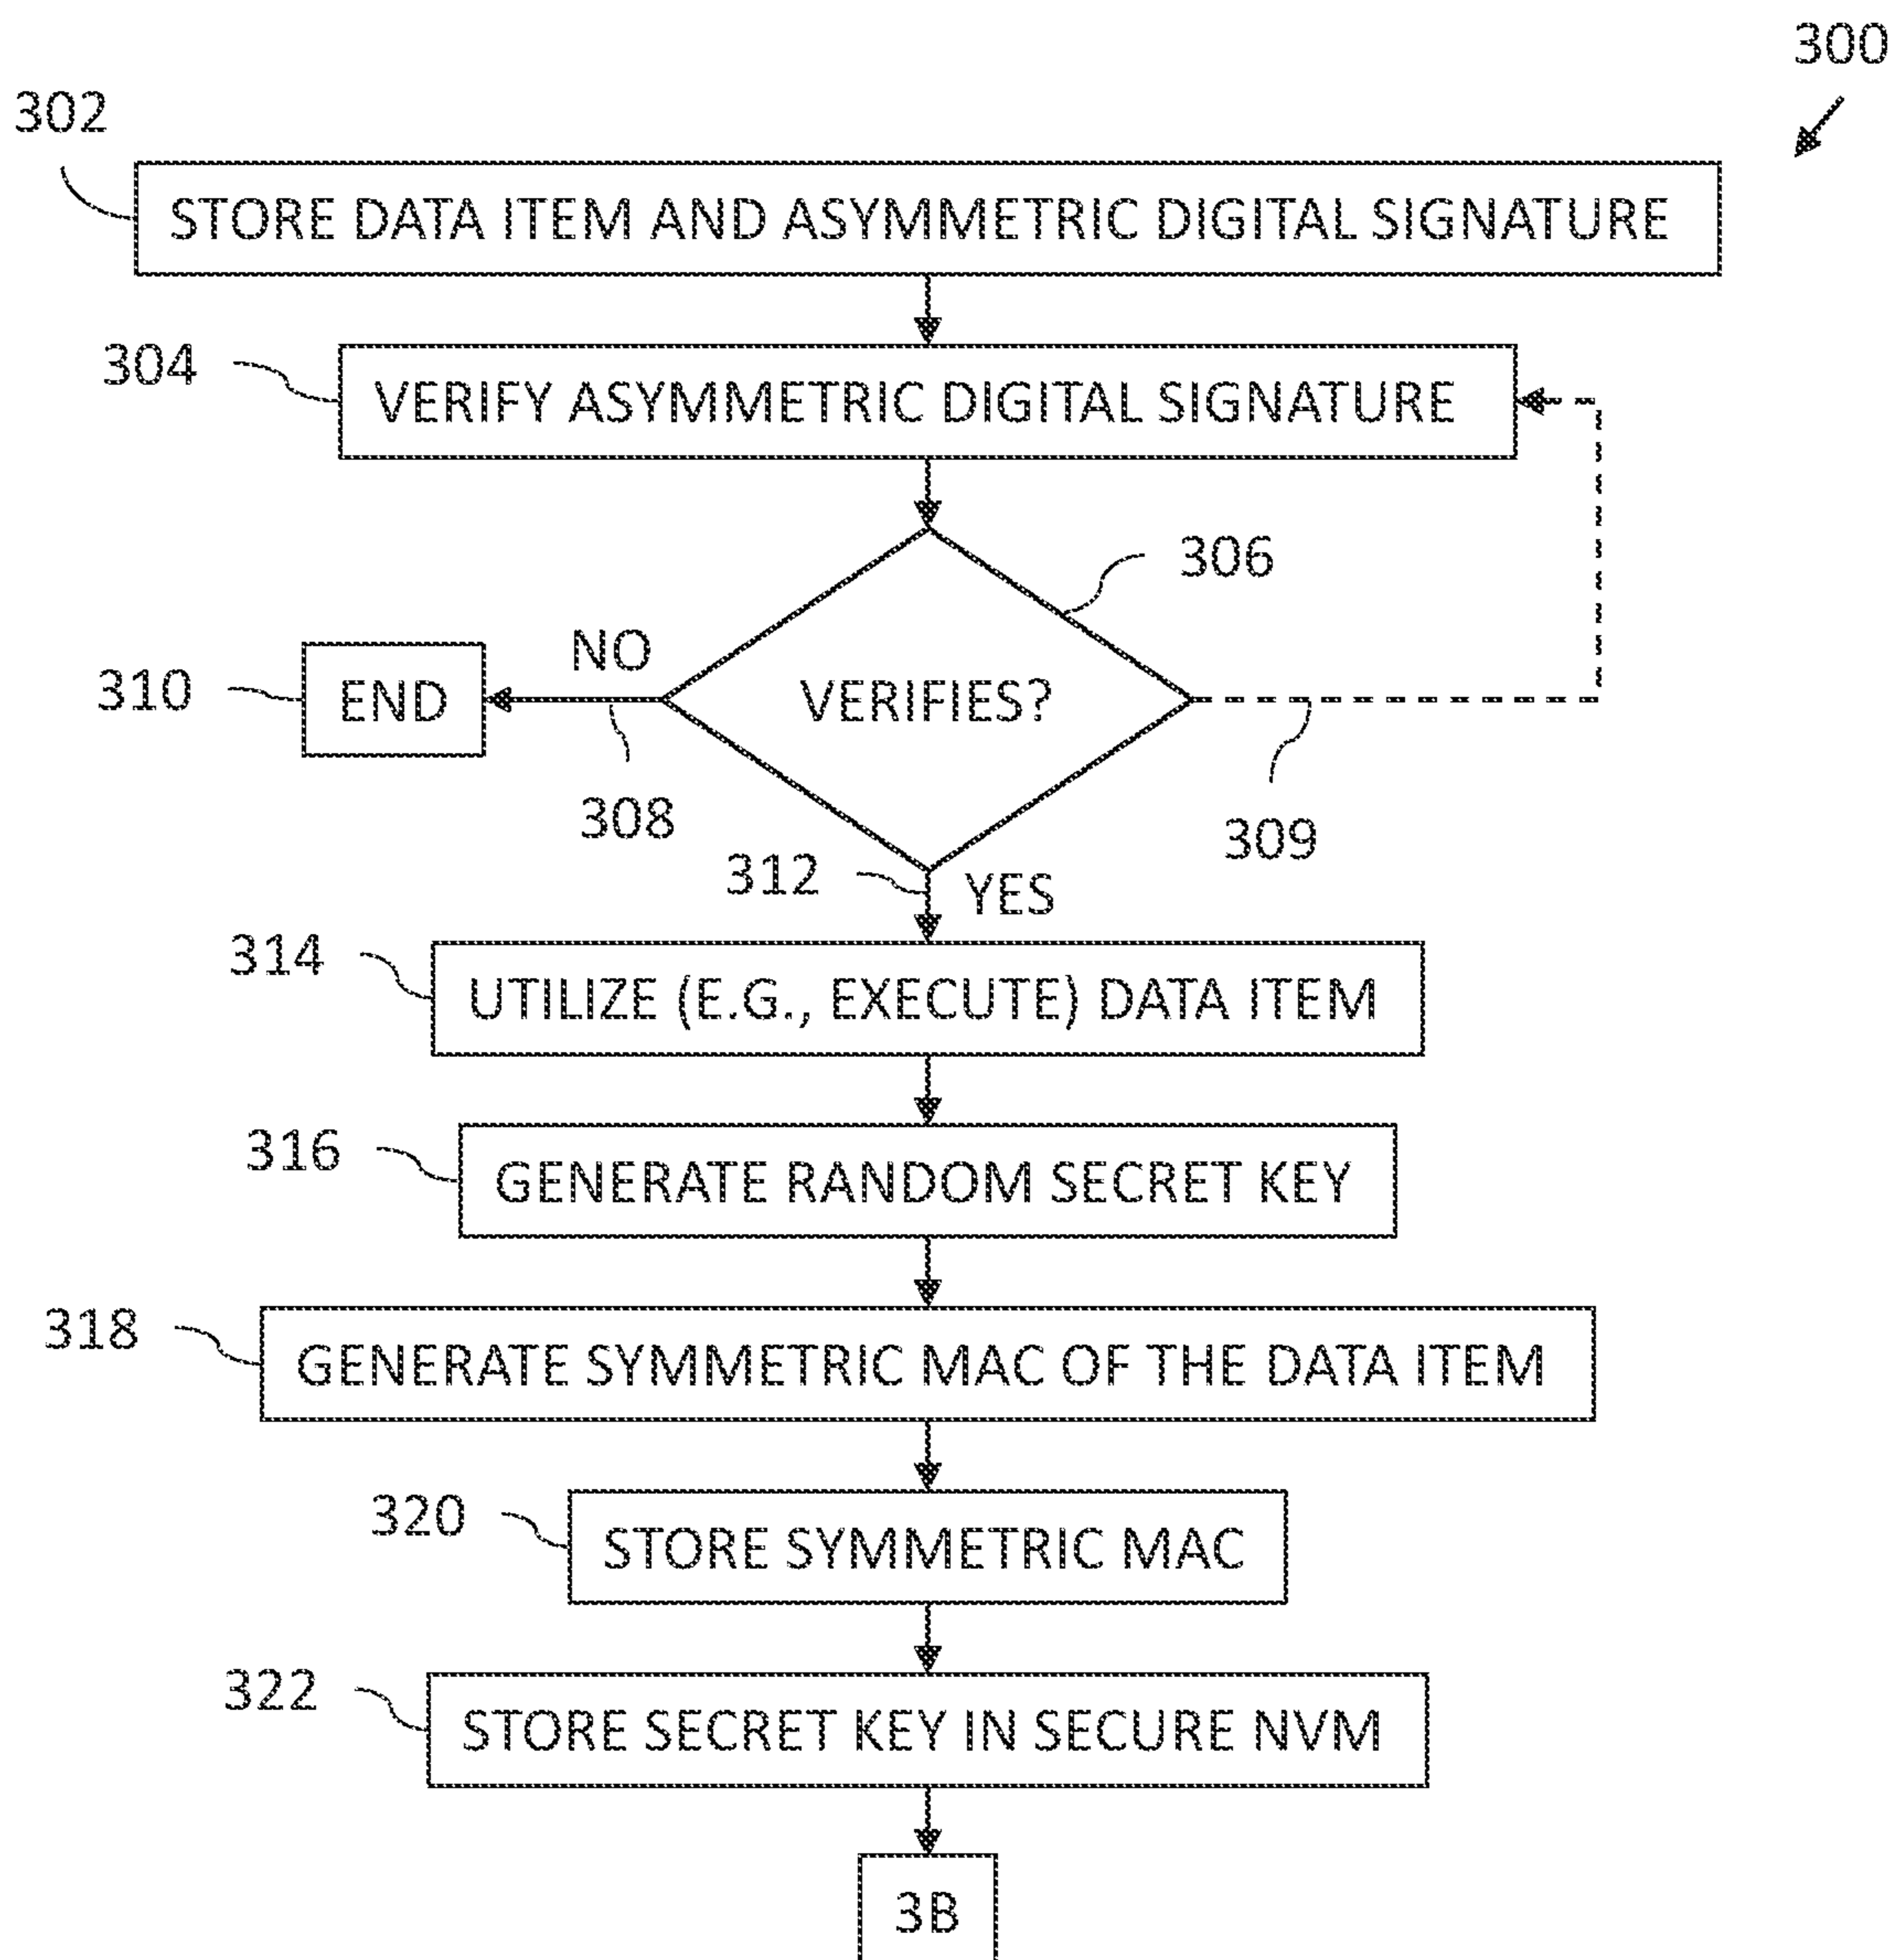 300
302
STORE DATA ITEM AND ASYMMETRIC DIGITAL SIGNATURE
304
VERIFY ASYMMETRIC DIGITAL SIGNATURE
306
NO
310
END
VERIFIES?
308
309
312
YES
314
UTILIZE (E.G., EXECUTE) DATA ITEM
316
GENERATE RANDOM SECRET KEY
318
GENERATE SYMMETRIC MAC OF THE DATA ITEM
320
STORE SYMMETRIC MAC
322
STORE SECRET KEY IN SECURE NVM
3B